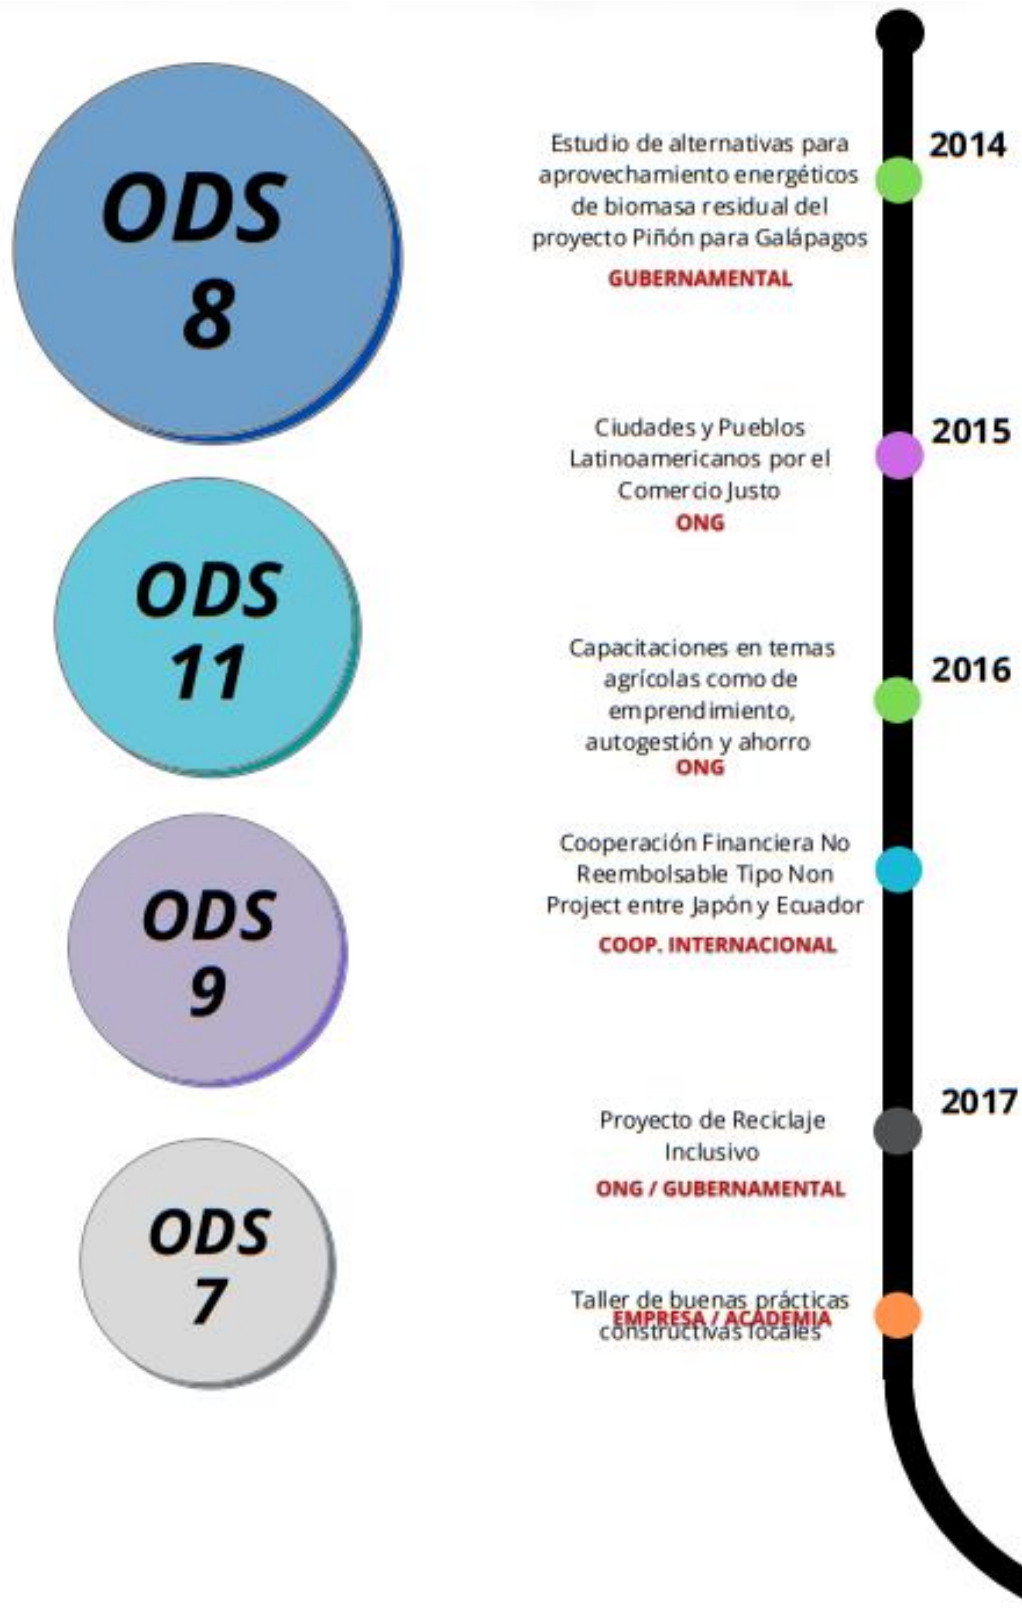 ODS
8
ODS
11
ODS
9
ODS
7
2014
Estudio de alternativas para
aprovechamiento energéticos
de biomasa residual del
proyecto Piñón para Galápagos
GUBERNAMENTAL
2015
Ciudades y Pueblos
Latinoamericanos por el
Comercio Justo
ONG
2016
Capacitaciones en temas
agrícolas como de
emprendimiento,
autogestión y ahorro
ONG
Cooperación Financiera No
Reembolsable Tipo Non
Project entre Japón y Ecuador
COOP. INTERNACIONAL
2017
Proyecto de Reciclaje
Inclusivo
ONG / GUBERNAMENTAL
Taller de buenas prácticas
EMPRESA / ACADEMIA
constructivas locales